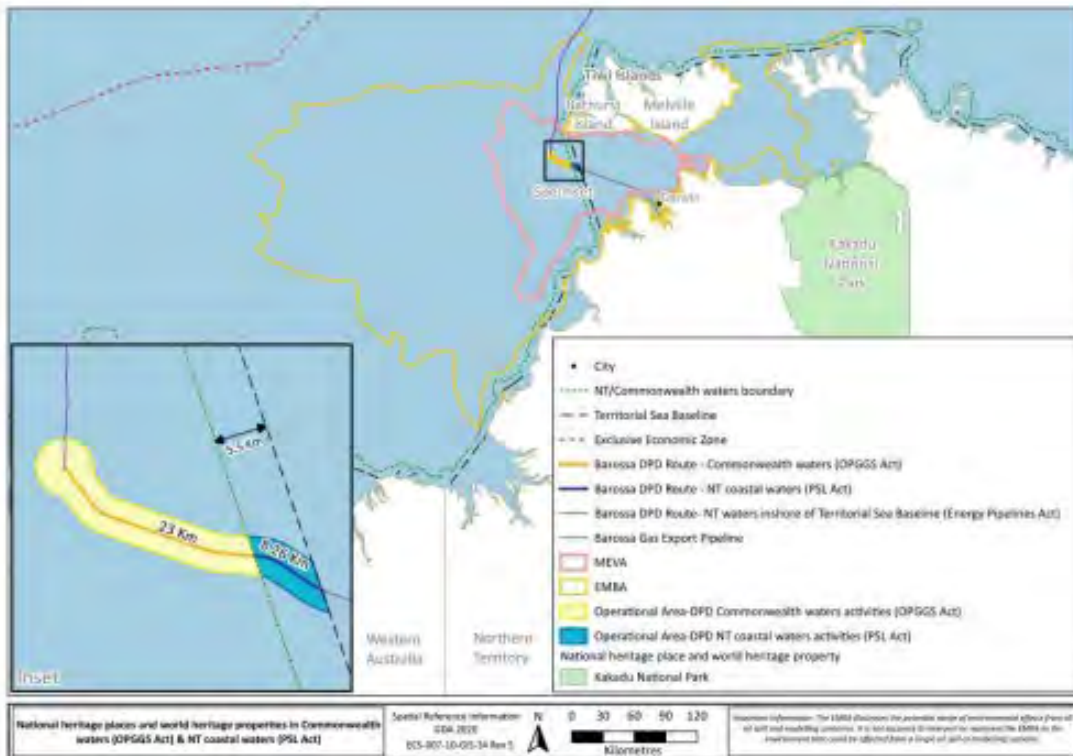 Tiwi Islands
Bathurst
Island
Melville
Island
See inset
Darwin
Kakadu
National
Park
5.5 Km
23 Km
Inset
Western
Australia
Northern
Territory
City
NT/Commonwealth waters boundary
Territorial Sea Baseline
Exclusive Economic Zone
Barossa DPD Route - Commonwealth waters (OPGGS Act)
Barossa DPD Route - NT coastal waters (PSL Act)
Barossa DPD Route- NT waters inshore of Territorial Sea Baseline (Energy Pipelines Act)
Barossa Gas Export Pipeline
MEVA
EMBA
Operational Area-DPD Commonwealth waters activities (OPGGS Act)
Operational Area-DPD NT coastal waters activities (PSL Act)
National heritage place and world heritage property
Kakadu National Park
National heritage places and world heritage properties in Commonwealth
waters (OPGGS Act) & NT coastal waters (PSL Act)
Spatial Reference Information
GDA 2020
N
0 30 60 90 120
Kilometres